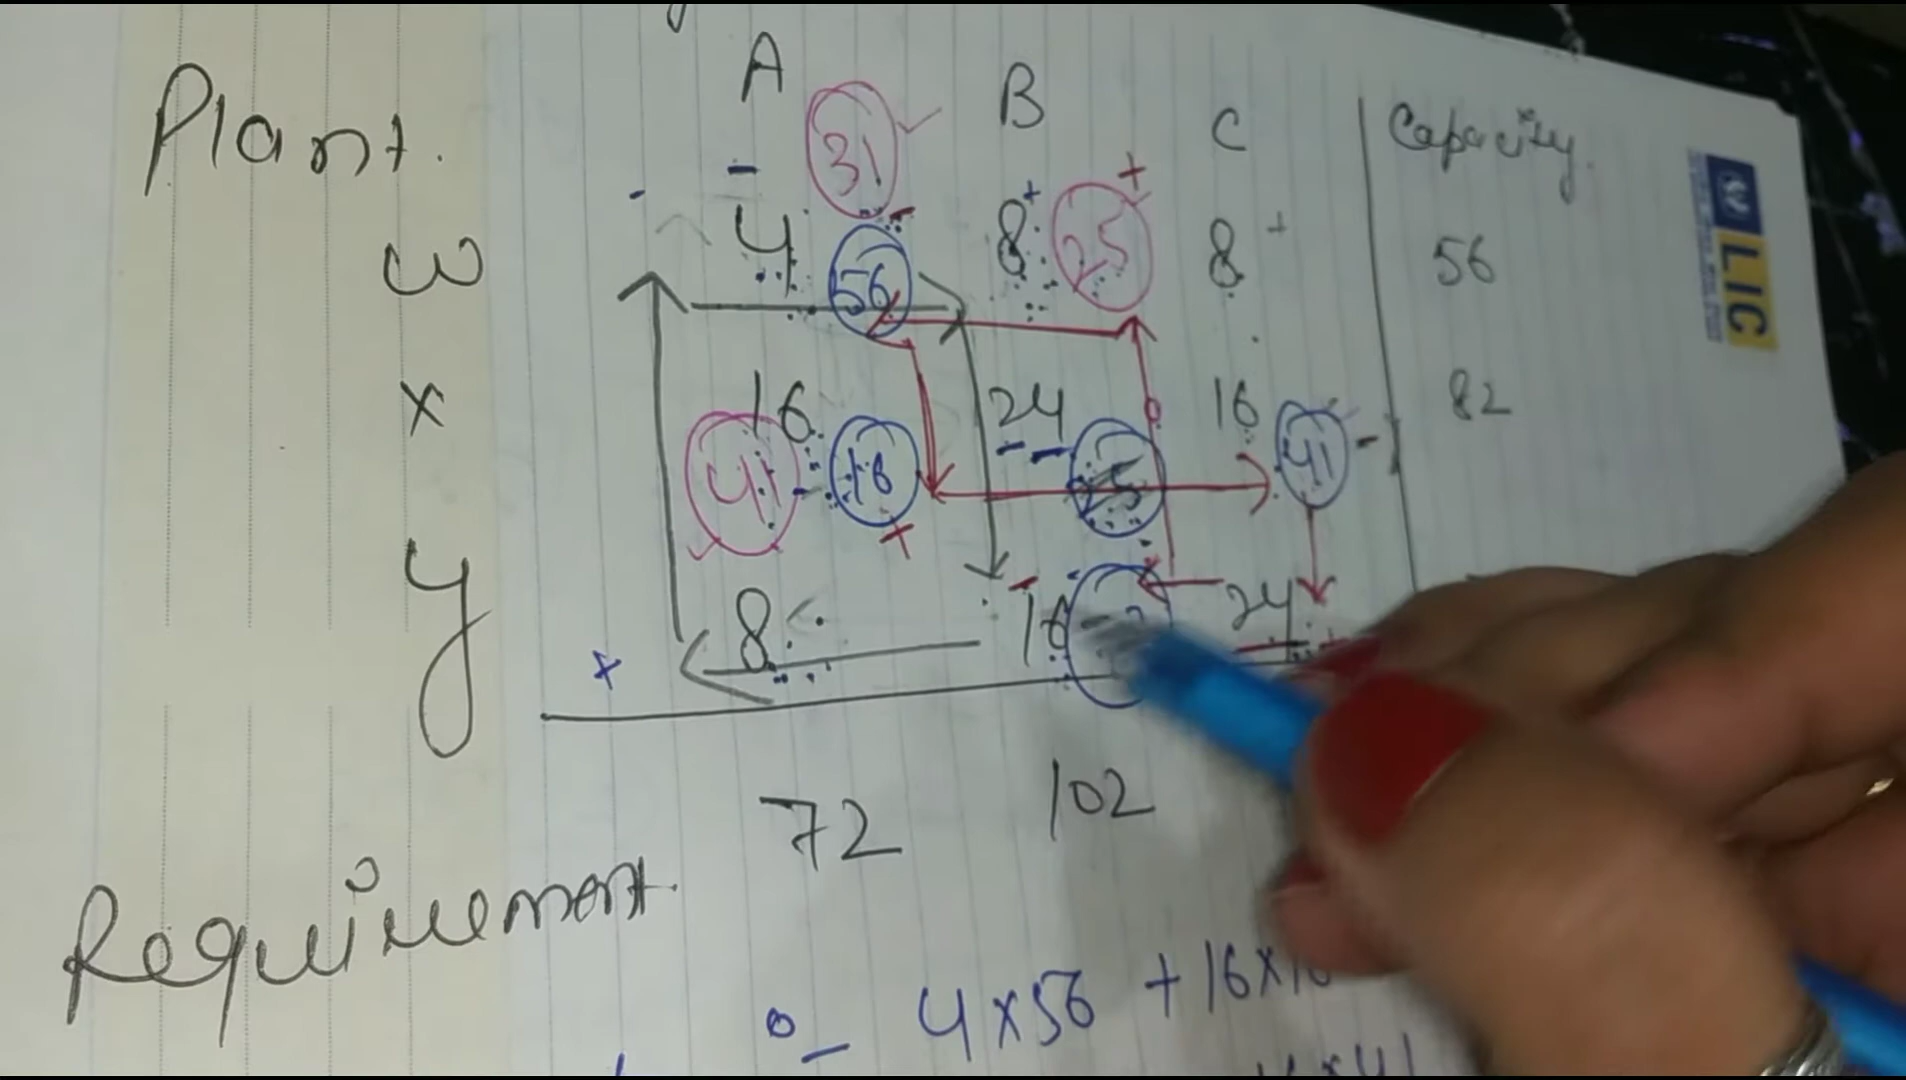 A B C Capacity
Plant.
31
- +
W 4 56 8 + 25 8 + 56
X 16 41 16 + 24 25 16 41 - 82
Y 8 16 24
+
72 102
Requirement
4x56 + 16x
x41
LIC